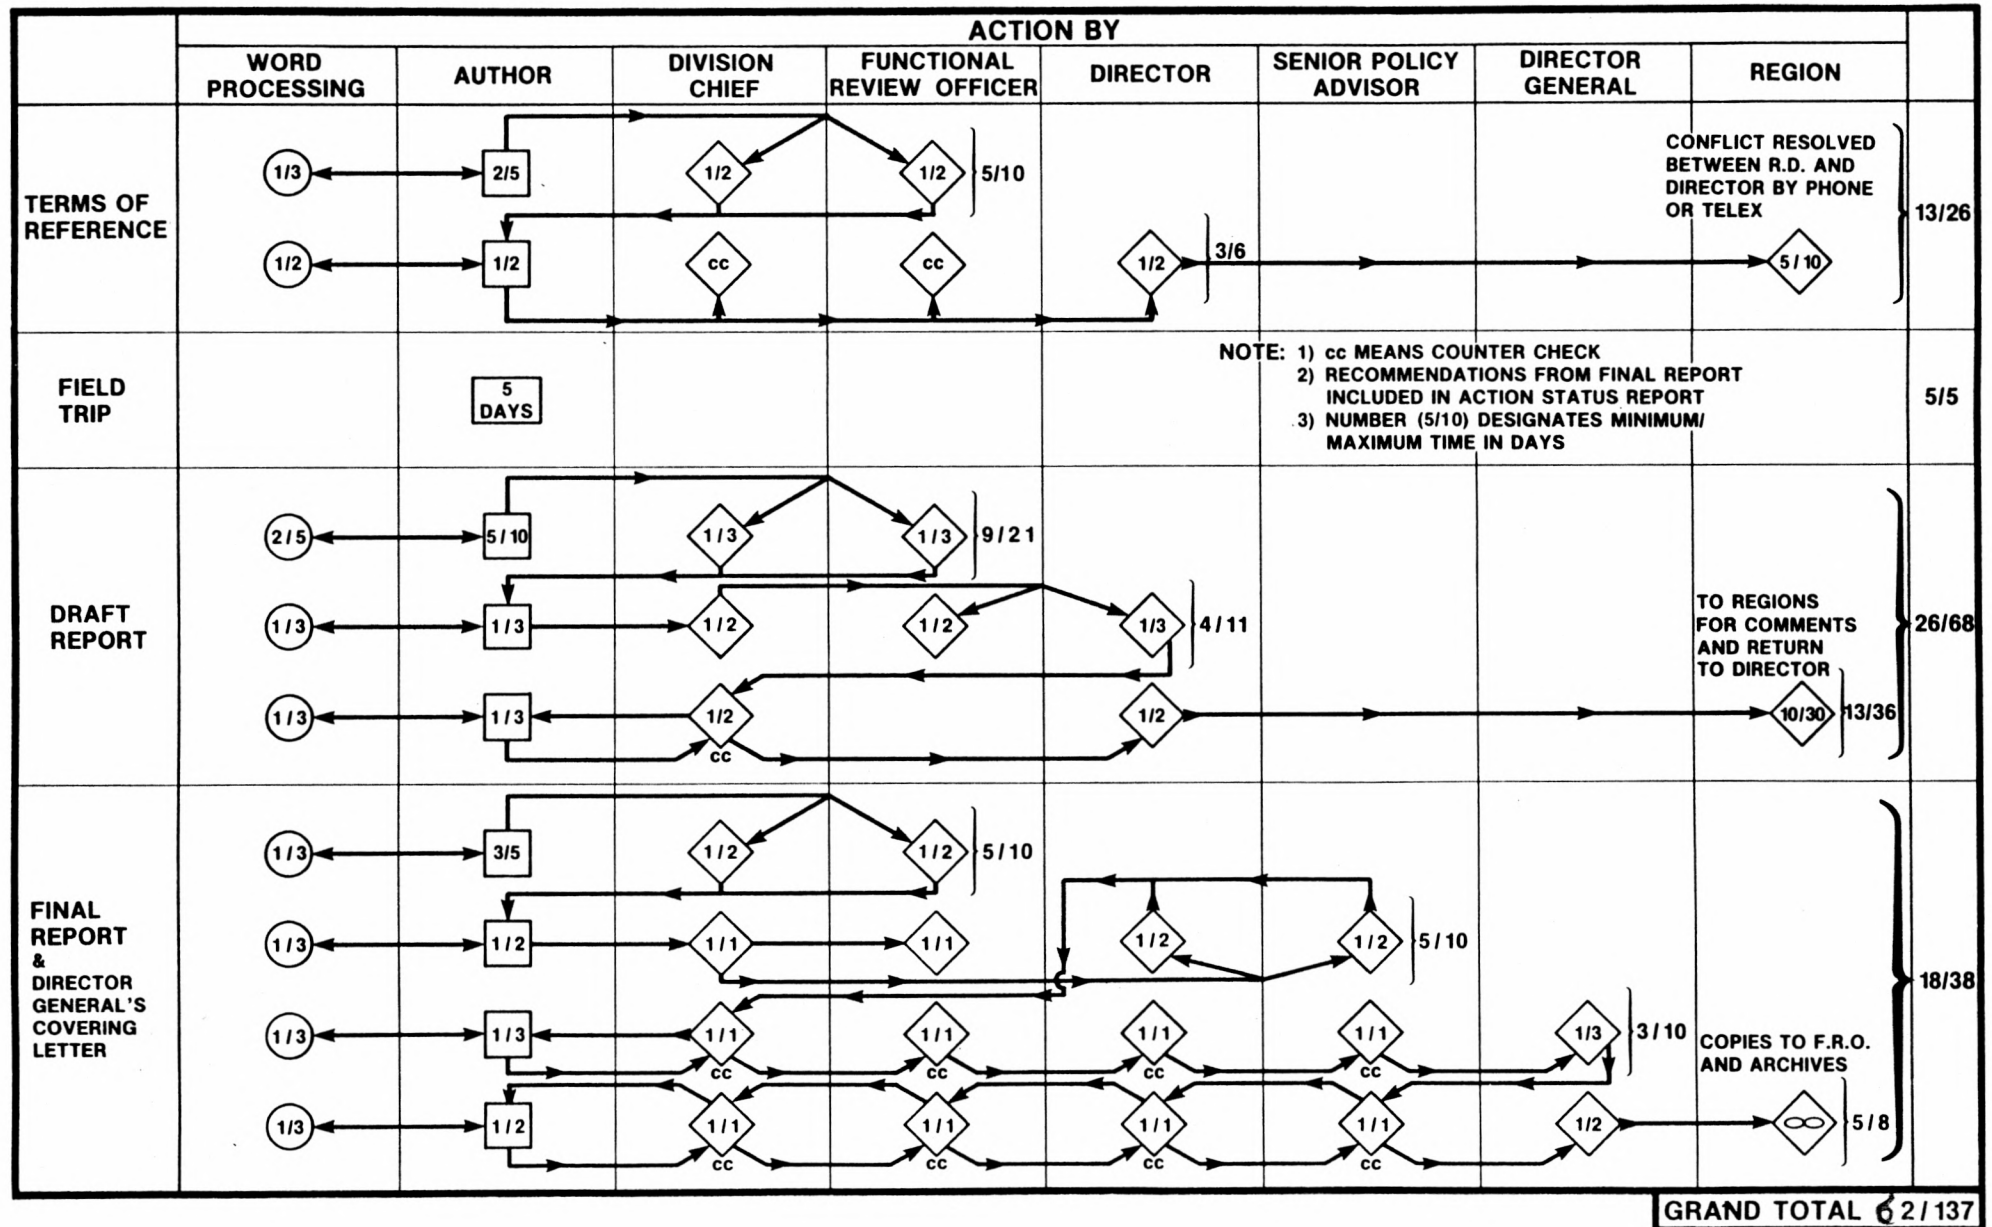 ACTION BY
WORD
PROCESSING
AUTHOR
DIVISION
CHIEF
FUNCTIONAL
REVIEW OFFICER
DIRECTOR
SENIOR POLICY
ADVISOR
DIRECTOR
GENERAL
REGION
TERMS OF
REFERENCE
1/3
2/5
1/2
1/2
5/10
CONFLICT RESOLVED
BETWEEN R.D. AND
DIRECTOR BY PHONE
OR TELEX
13/26
1/2
1/2
cc
cc
1/2
3/6
5/10
FIELD
TRIP
5
DAYS
NOTE: 1) cc MEANS COUNTER CHECK
2) RECOMMENDATIONS FROM FINAL REPORT
INCLUDED IN ACTION STATUS REPORT
3) NUMBER (5/10) DESIGNATES MINIMUM/
MAXIMUM TIME IN DAYS
5/5
DRAFT
REPORT
2/5
5/10
1/3
1/3
9/21
1/3
1/3
1/2
1/2
1/3
4/11
TO REGIONS
FOR COMMENTS
AND RETURN
TO DIRECTOR
26/68
1/3
1/3
1/2
cc
1/2
10/30
13/36
FINAL
REPORT
&
DIRECTOR
GENERAL'S
COVERING
LETTER
1/3
3/5
1/2
1/2
5/10
1/3
1/2
1/1
1/1
1/2
1/2
5/10
18/38
1/3
1/3
1/1
cc
1/1
cc
1/1
cc
1/1
cc
1/3
3/10
COPIES TO F.R.O.
AND ARCHIVES
1/3
1/2
1/1
cc
1/1
cc
1/1
cc
1/1
cc
1/2
∞
5/8
GRAND TOTAL 62/137